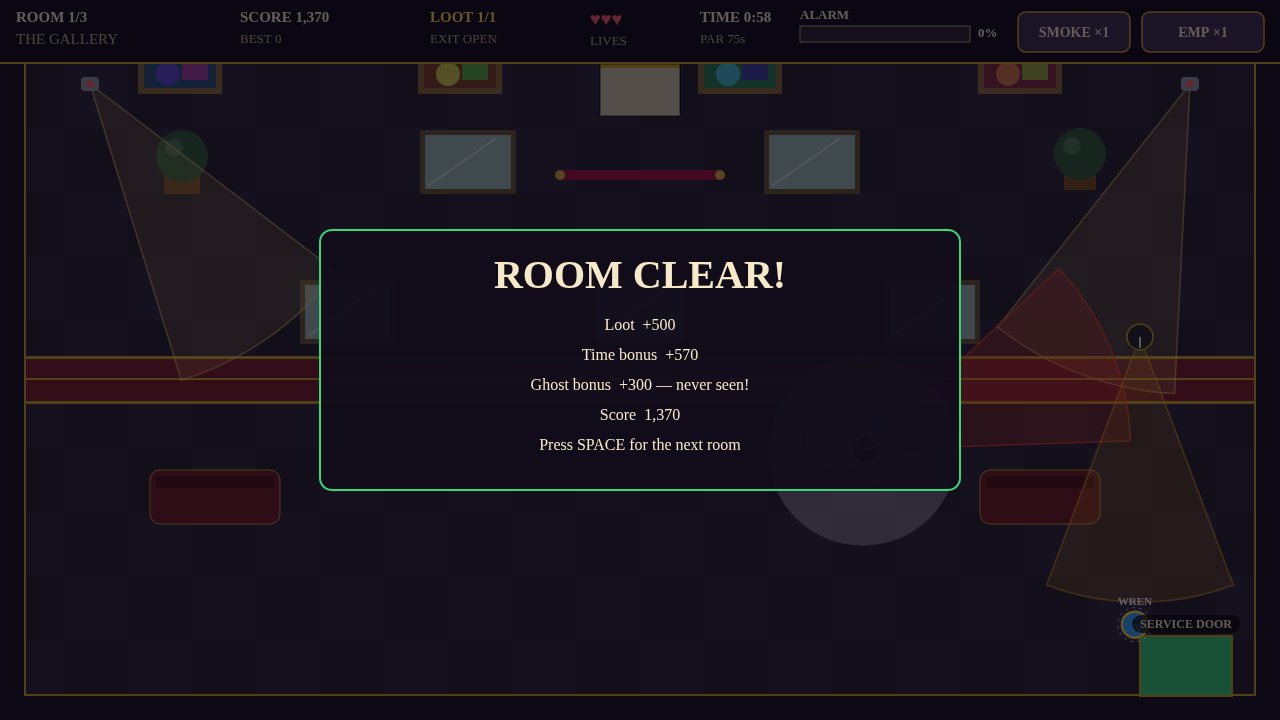 ROOM 1/3
THE GALLERY
SCORE 1,370
BEST 0
LOOT 1/1
EXIT OPEN
♥♥♥
LIVES
TIME 0:58
PAR 75s
ALARM
0%
SMOKE ×1
EMP ×1
ROOM CLEAR!
Loot +500
Time bonus +570
Ghost bonus +300 — never seen!
Score 1,370
Press SPACE for the next room
WREN
SERVICE DOOR